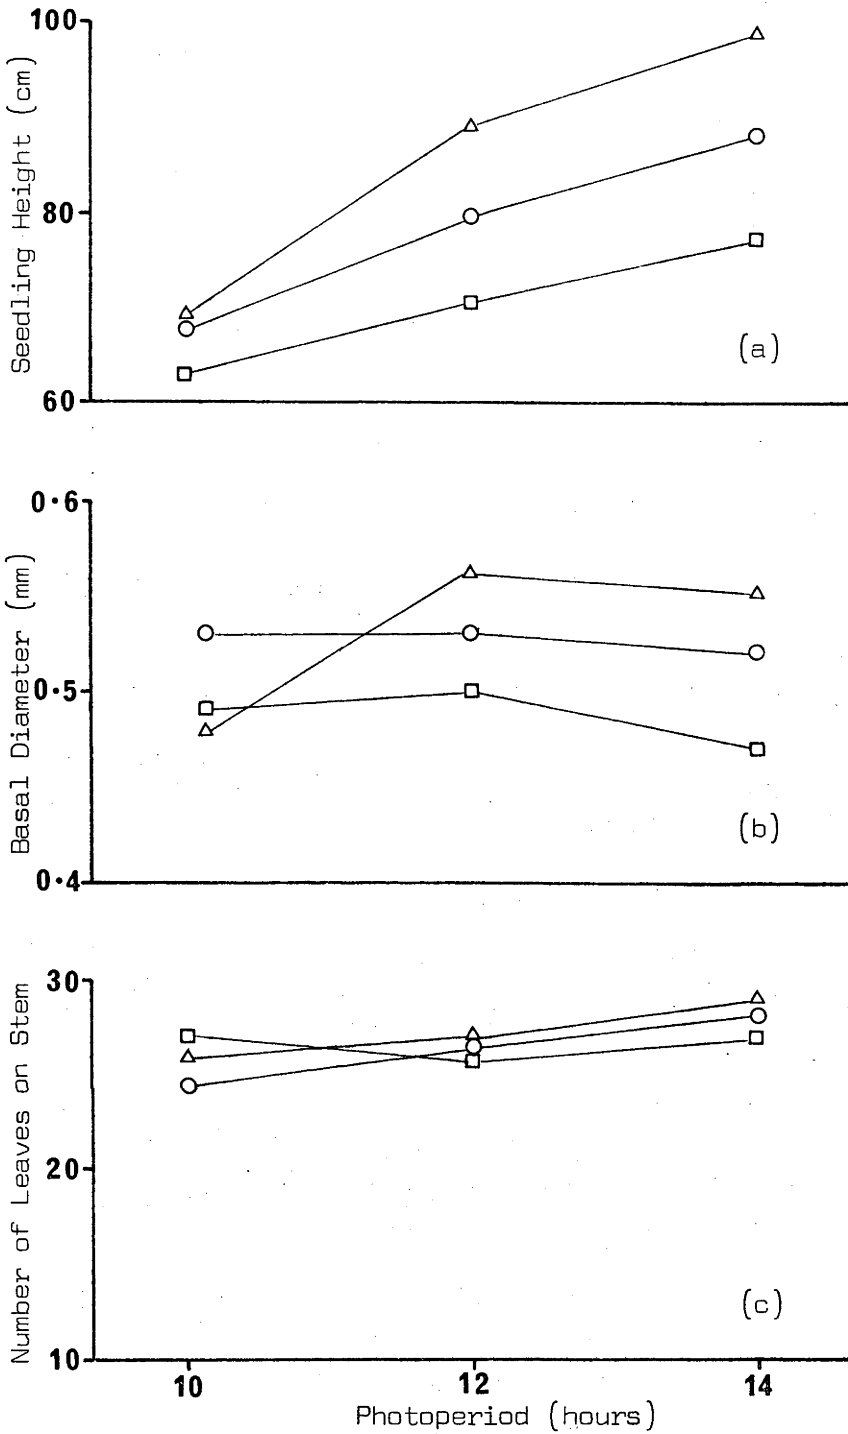 100
80
60
Seedling Height (cm)
(a)
0·6
0·5
0·4
Basal Diameter (mm)
(b)
30
20
10
Number of Leaves on Stem
(c)
10 12 14
Photoperiod (hours)